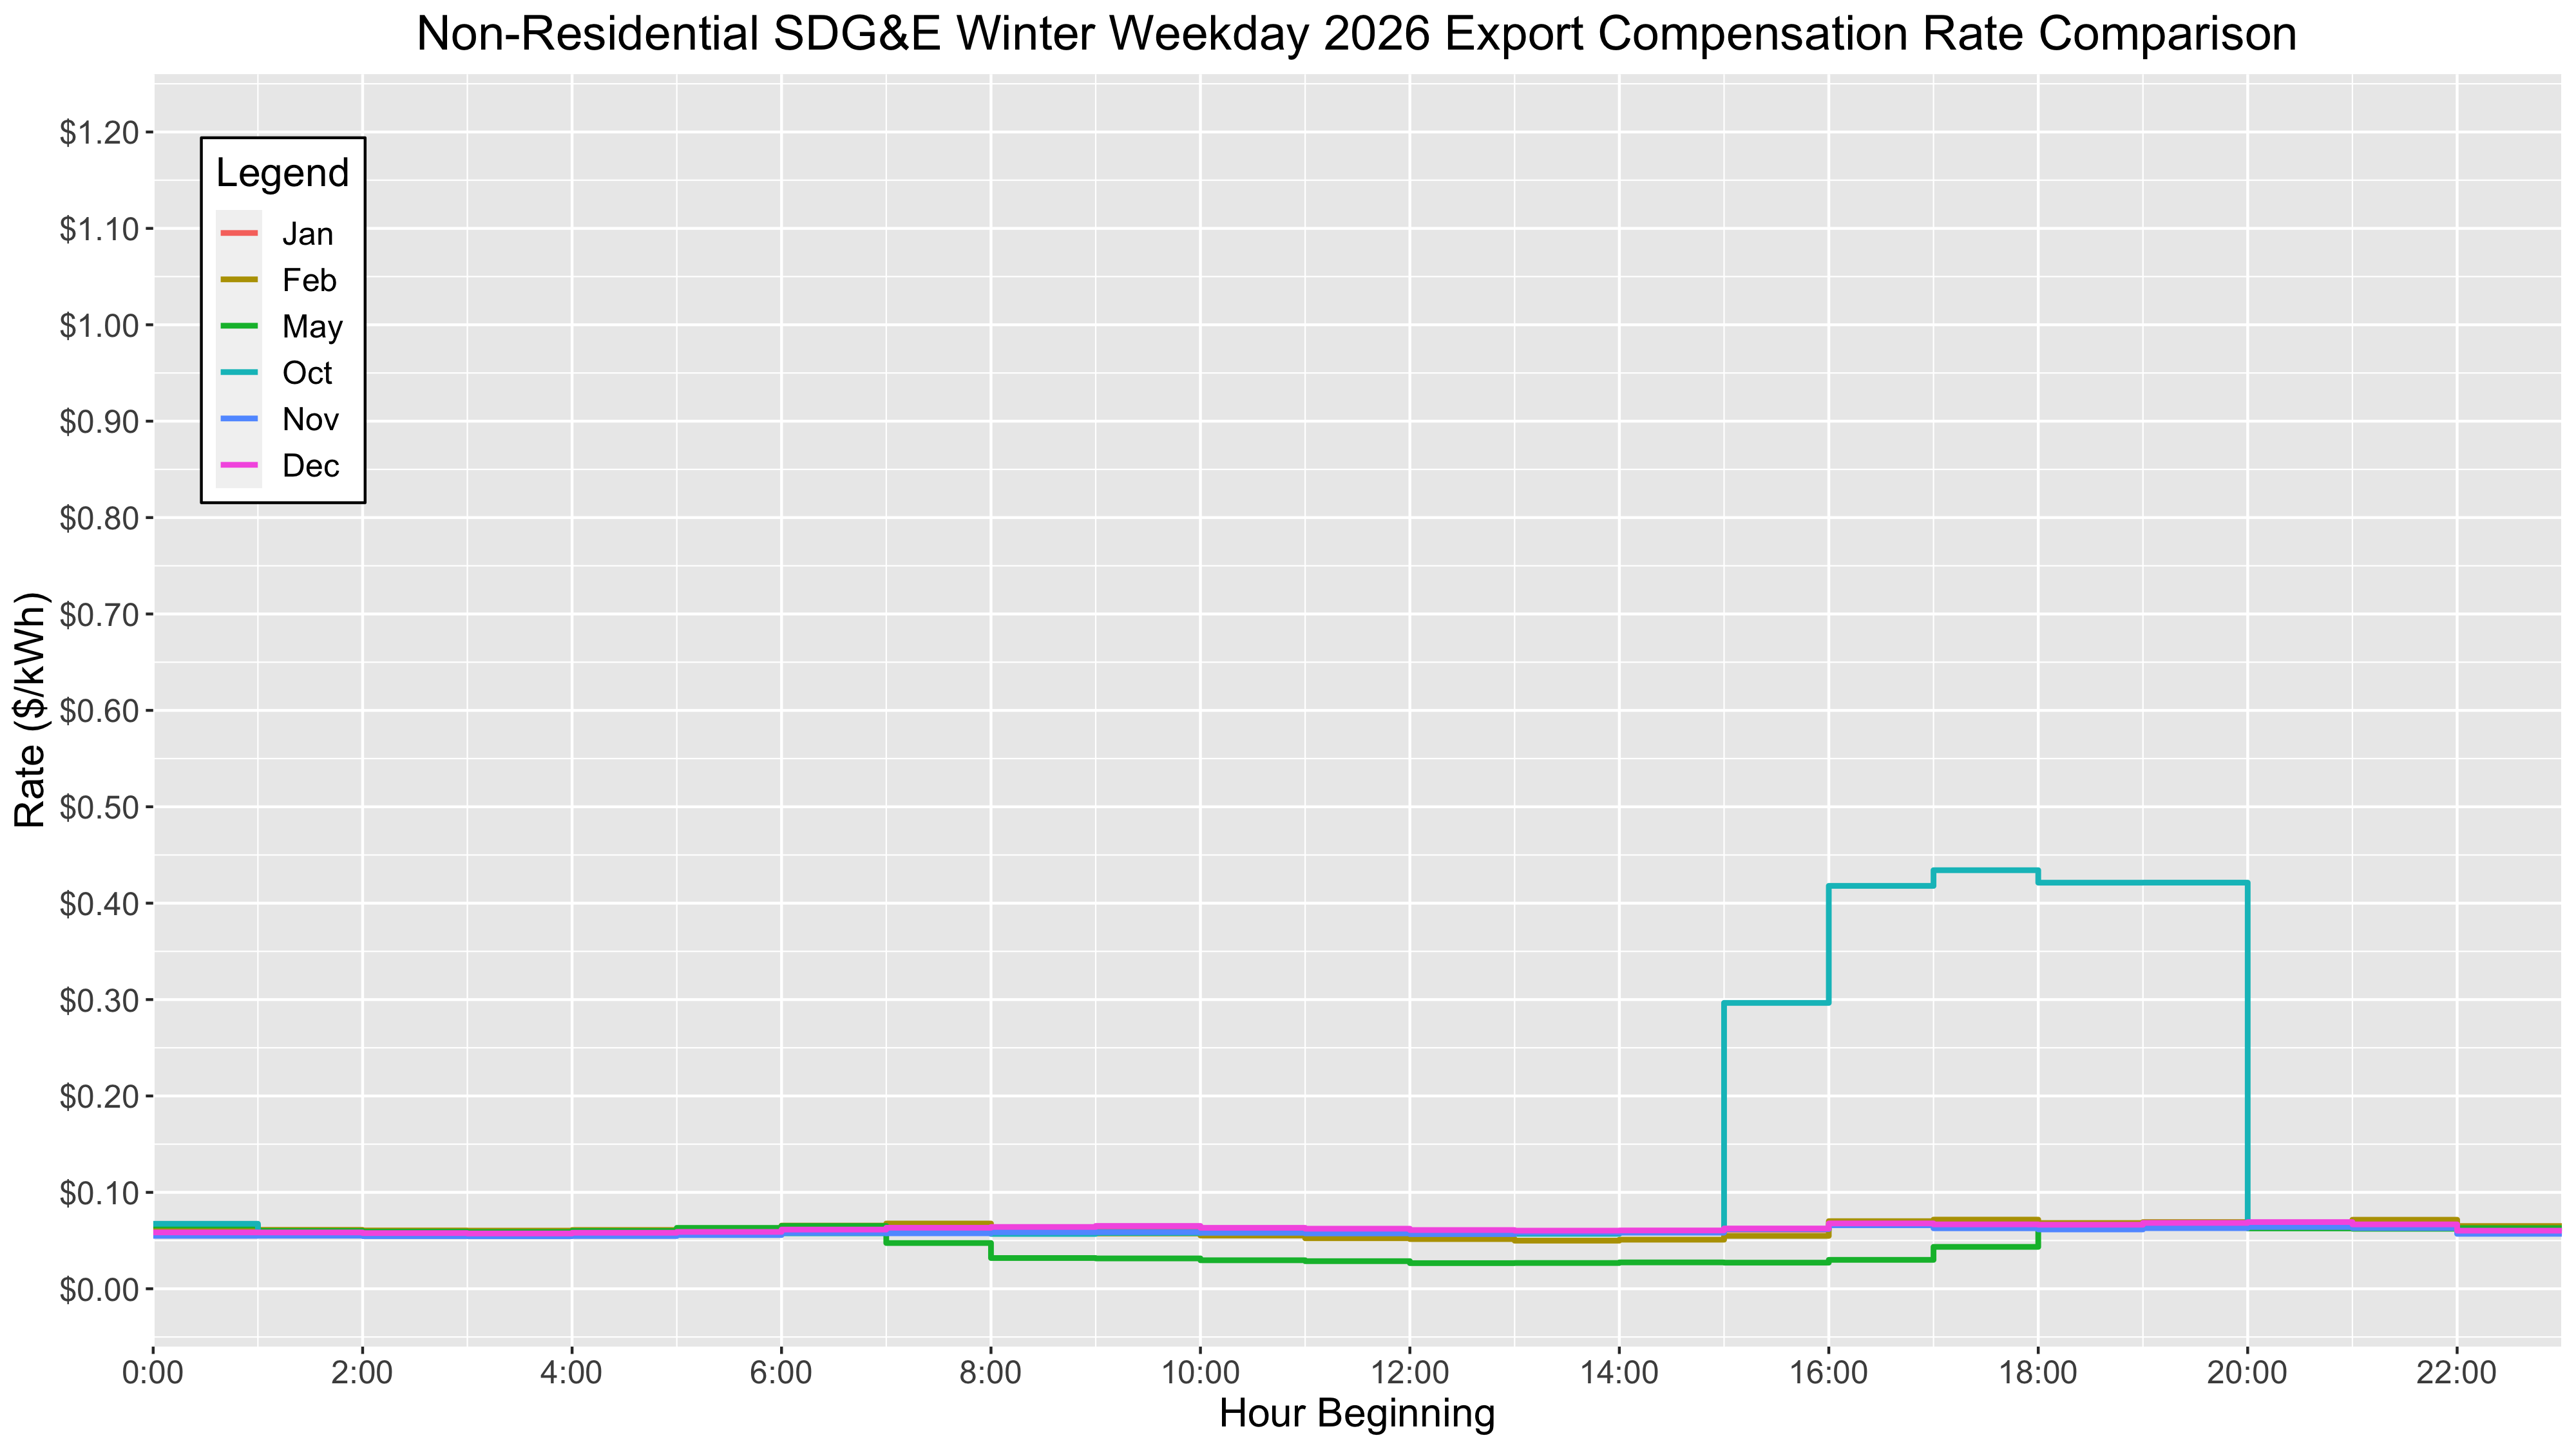 Non-Residential SDG&E Winter Weekday 2026 Export Compensation Rate Comparison
Rate ($/kWh)
$1.20
$1.10
$1.00
$0.90
$0.80
$0.70
$0.60
$0.50
$0.40
$0.30
$0.20
$0.10
$0.00
Legend
Jan
Feb
May
Oct
Nov
Dec
0:00 2:00 4:00 6:00 8:00 10:00 12:00 14:00 16:00 18:00 20:00 22:00
Hour Beginning